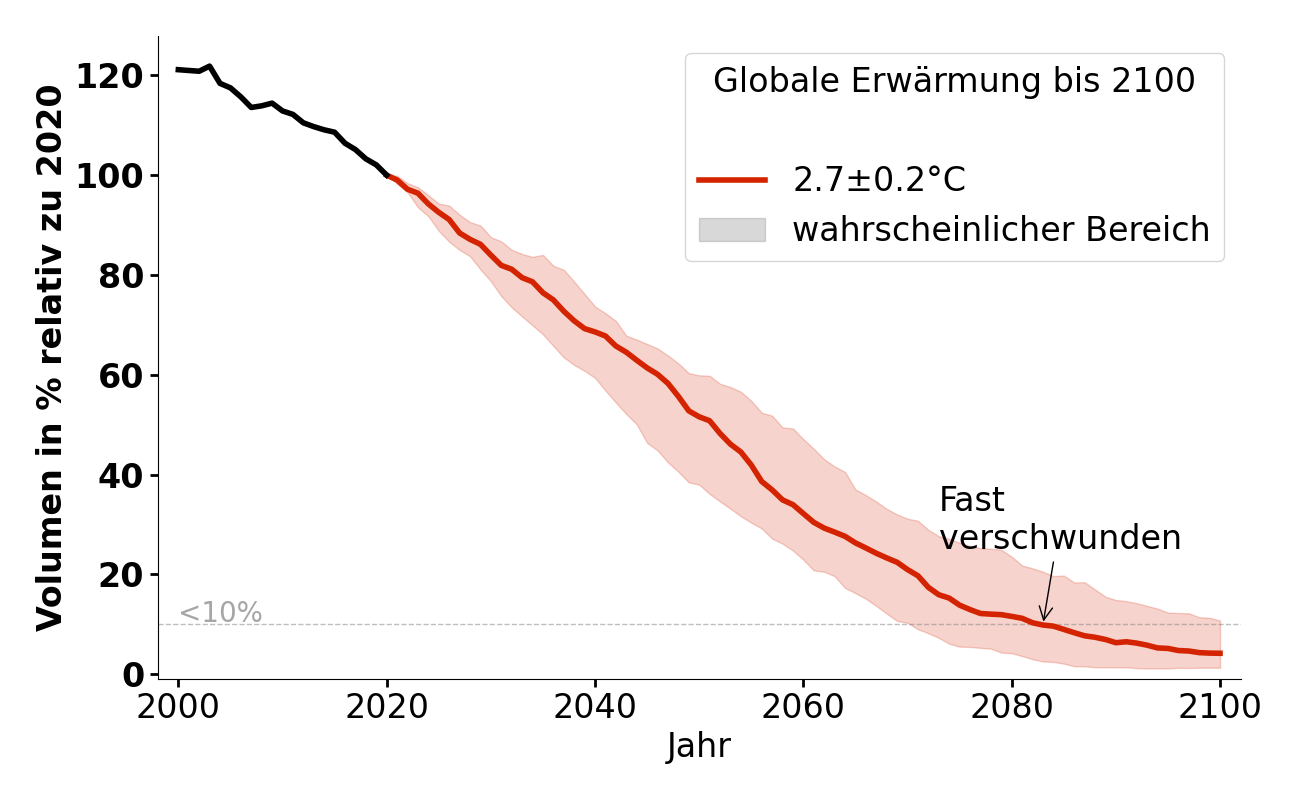 Volumen in % relativ zu 2020
120
100
80
60
40
20
0
Globale Erwärmung bis 2100
2.7±0.2°C
wahrscheinlicher Bereich
Fast
verschwunden
<10%
2000 2020 2040 2060 2080 2100
Jahr